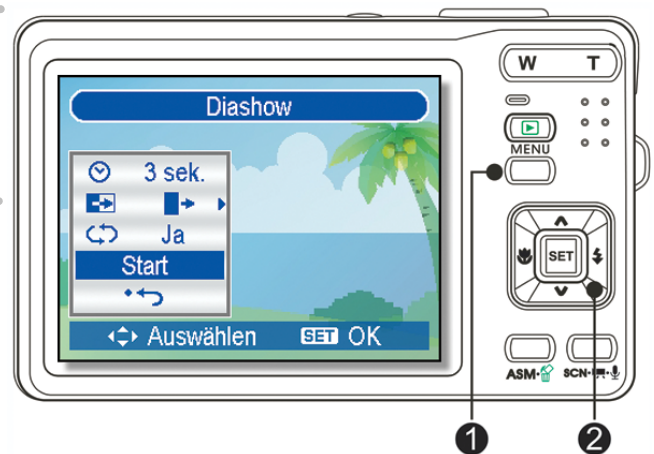 W T
Diashow
MENU
3 sek.
Ja
SET
Start
Auswählen SET OK
ASM· SCN· ·
1 2